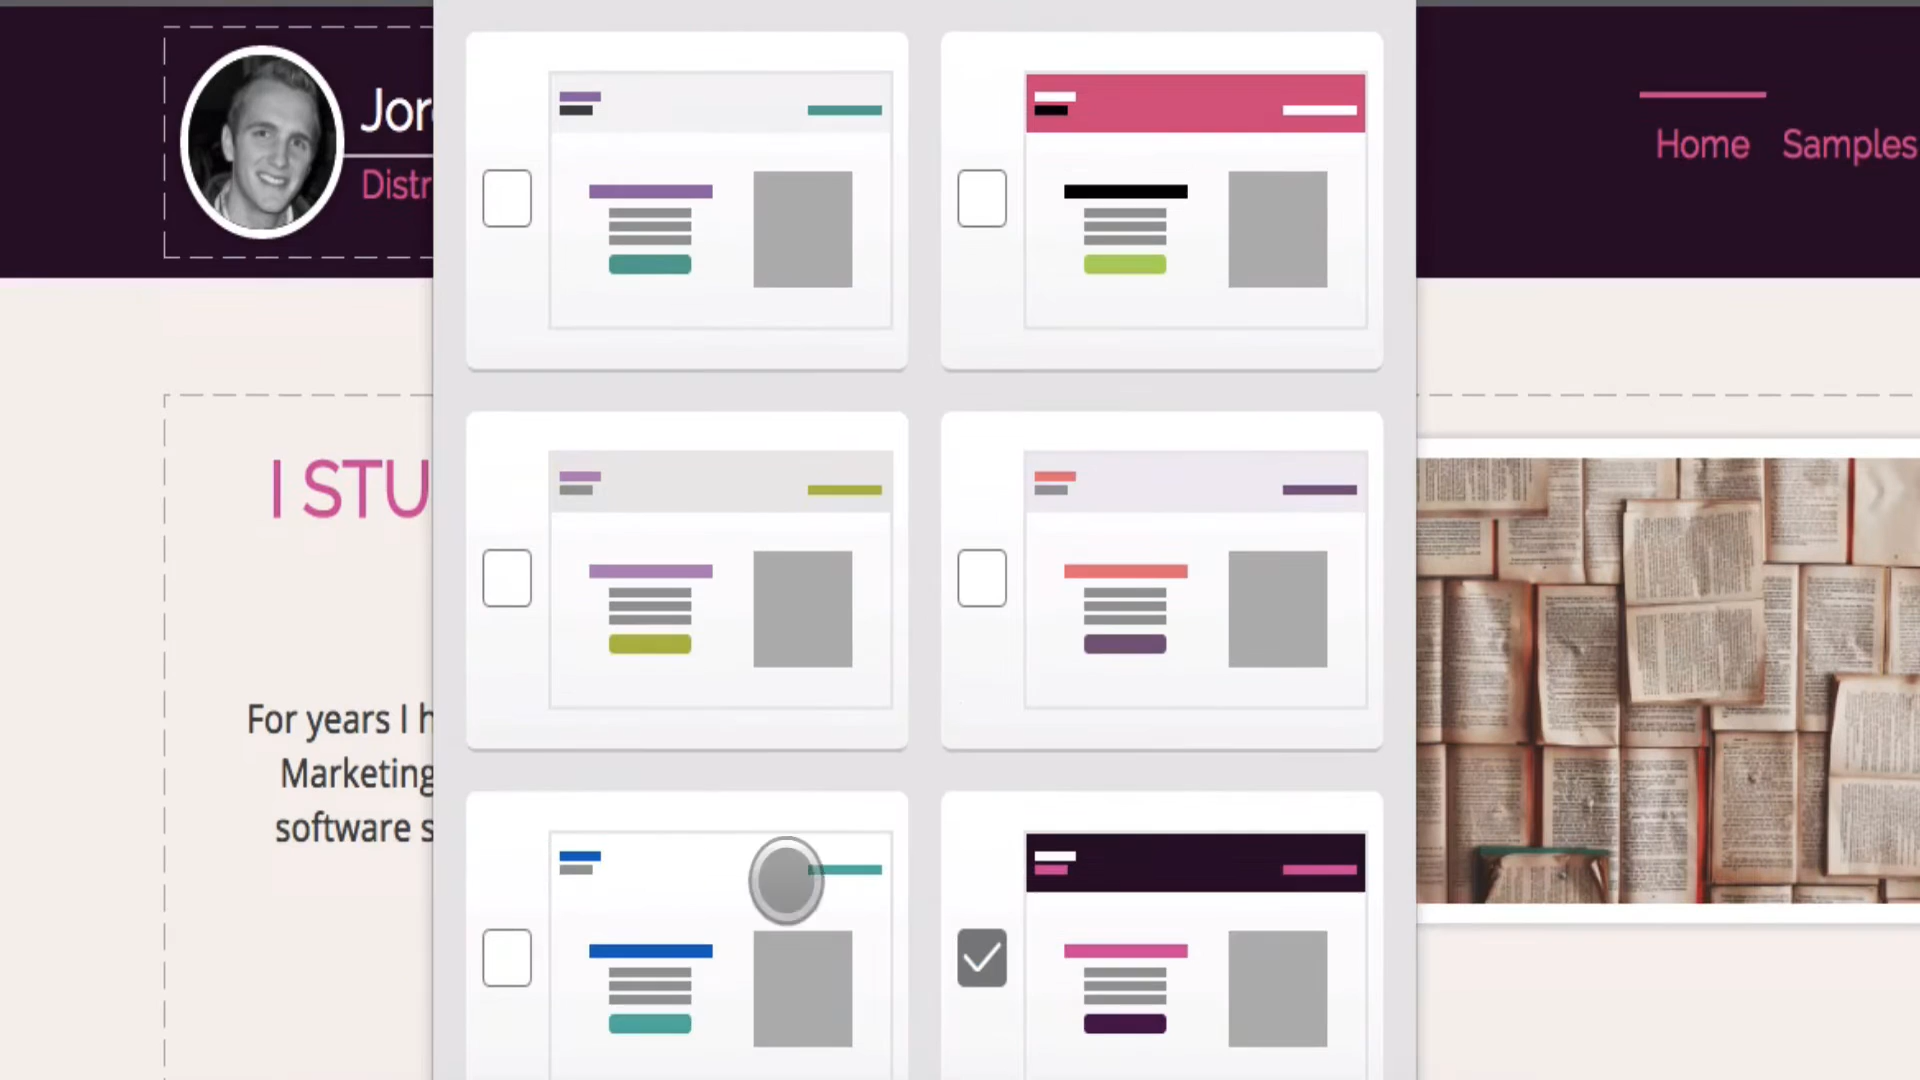 Jor
Distr
Home Samples
I STU
For years I h
Marketing
software s